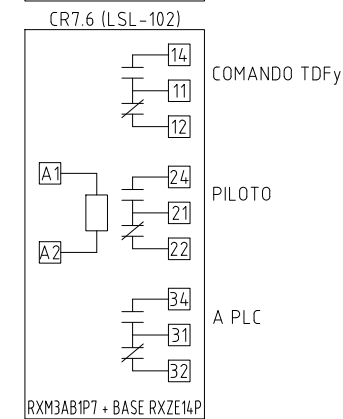 CR7.6 (LSL-102)
14
COMANDO TDFy
11
12
A1
24
PILOTO
21
A2
22
34
A PLC
31
32
RXM3AB1P7 + BASE RXZE14P